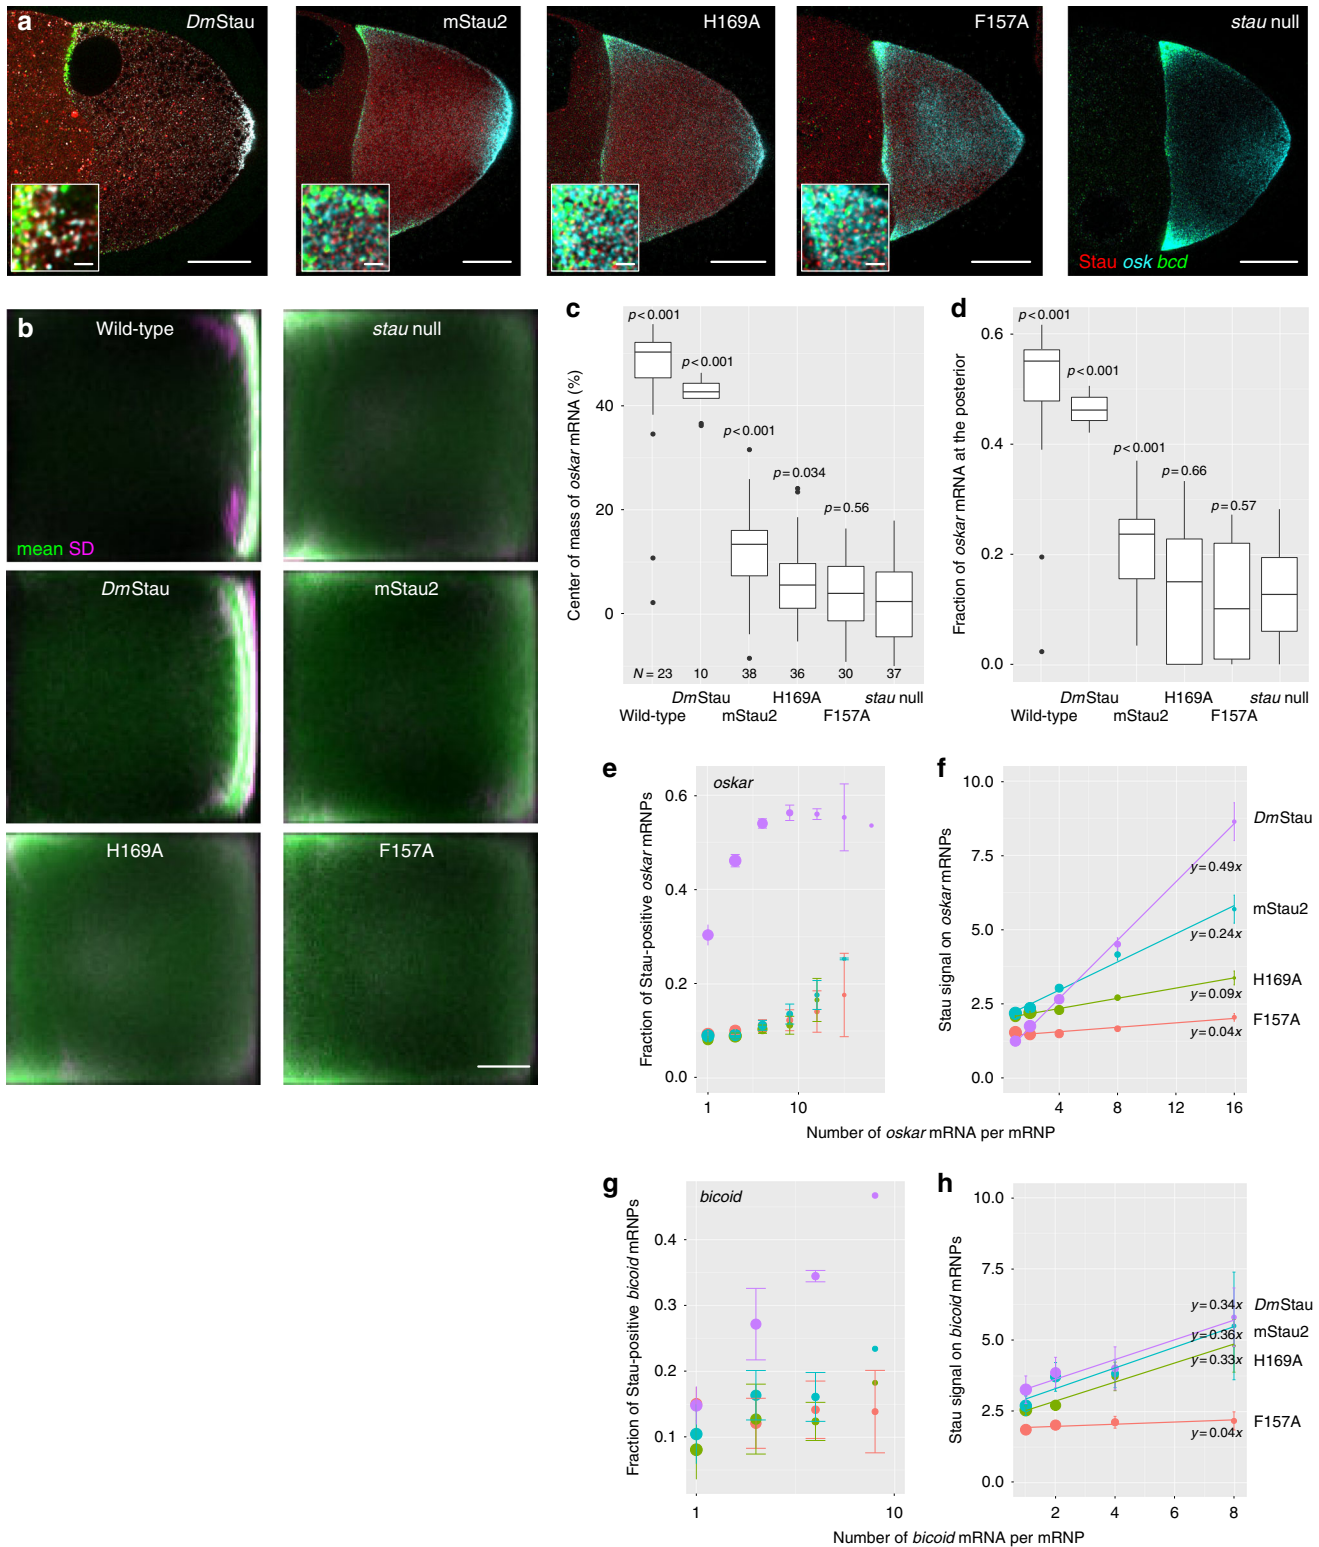 a
DmStau
mStau2
H169A
F157A
stau null
Stau osk bcd
b
Wild-type
stau null
mean SD
DmStau
mStau2
H169A
F157A
c
Center of mass of oskar mRNA (%)
40
20
0
p<0.001
p<0.001
p<0.001
p=0.034
p=0.56
N = 23
10
38
36
30
37
DmStau
H169A
stau null
Wild-type
mStau2
F157A
d
Fraction of oskar mRNA at the posterior
0.6
0.4
0.2
0.0
p<0.001
p<0.001
p<0.001
p=0.66
p=0.57
DmStau
H169A
stau null
Wild-type
mStau2
F157A
e
oskar
Fraction of Stau-positive oskar mRNPs
0.6
0.4
0.2
0.0
1
10
f
Stau signal on oskar mRNPs
10.0
7.5
5.0
2.5
0.0
4
8
12
16
y=0.49x
y=0.24x
y=0.09x
y=0.04x
DmStau
mStau2
H169A
F157A
Number of oskar mRNA per mRNP
g
bicoid
Fraction of Stau-positive bicoid mRNPs
0.4
0.3
0.2
0.1
1
10
h
Stau signal on bicoid mRNPs
10.0
7.5
5.0
2.5
0.0
2
4
8
y=0.34x
y=0.36x
y=0.33x
y=0.04x
DmStau
mStau2
H169A
F157A
Number of bicoid mRNA per mRNP